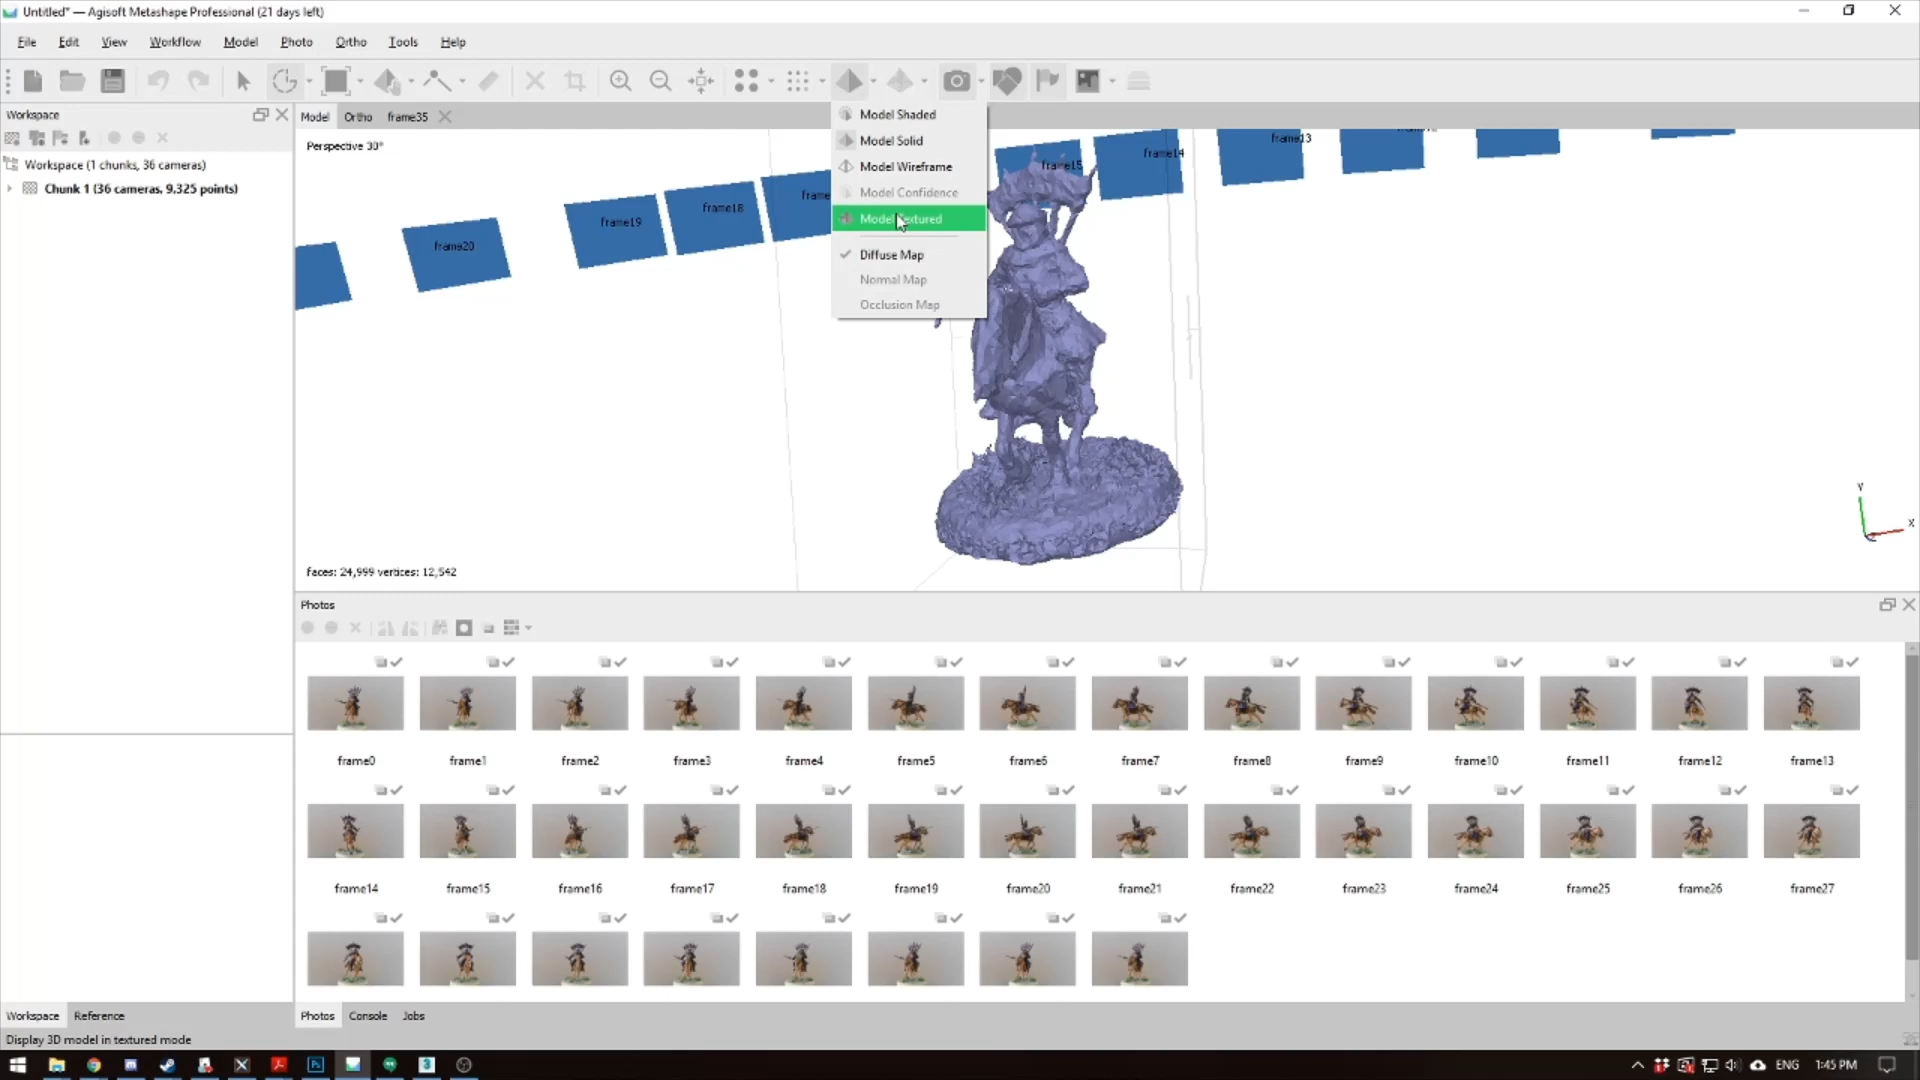 Untitled* — Agisoft Metashape Professional (21 days left)
File Edit View Workflow Model Photo Ortho Tools Help
Workspace
Model Ortho frame35
Workspace (1 chunks, 36 cameras)
Chunk 1 (36 cameras, 9,325 points)
Perspective 30°
Model Shaded
Model Solid
Model Wireframe
Model Confidence
Model Textured
Diffuse Map
Normal Map
Occlusion Map
frame20
frame19
frame18
frame
frame15
frame14
frame13
Y
X
faces: 24,999 vertices: 12,542
Photos
frame0 frame1 frame2 frame3 frame4 frame5 frame6 frame7 frame8 frame9 frame10 frame11 frame12 frame13
frame14 frame15 frame16 frame17 frame18 frame19 frame20 frame21 frame22 frame23 frame24 frame25 frame26 frame27
Workspace Reference
Photos Console Jobs
Display 3D model in textured mode
ENG 1:45 PM